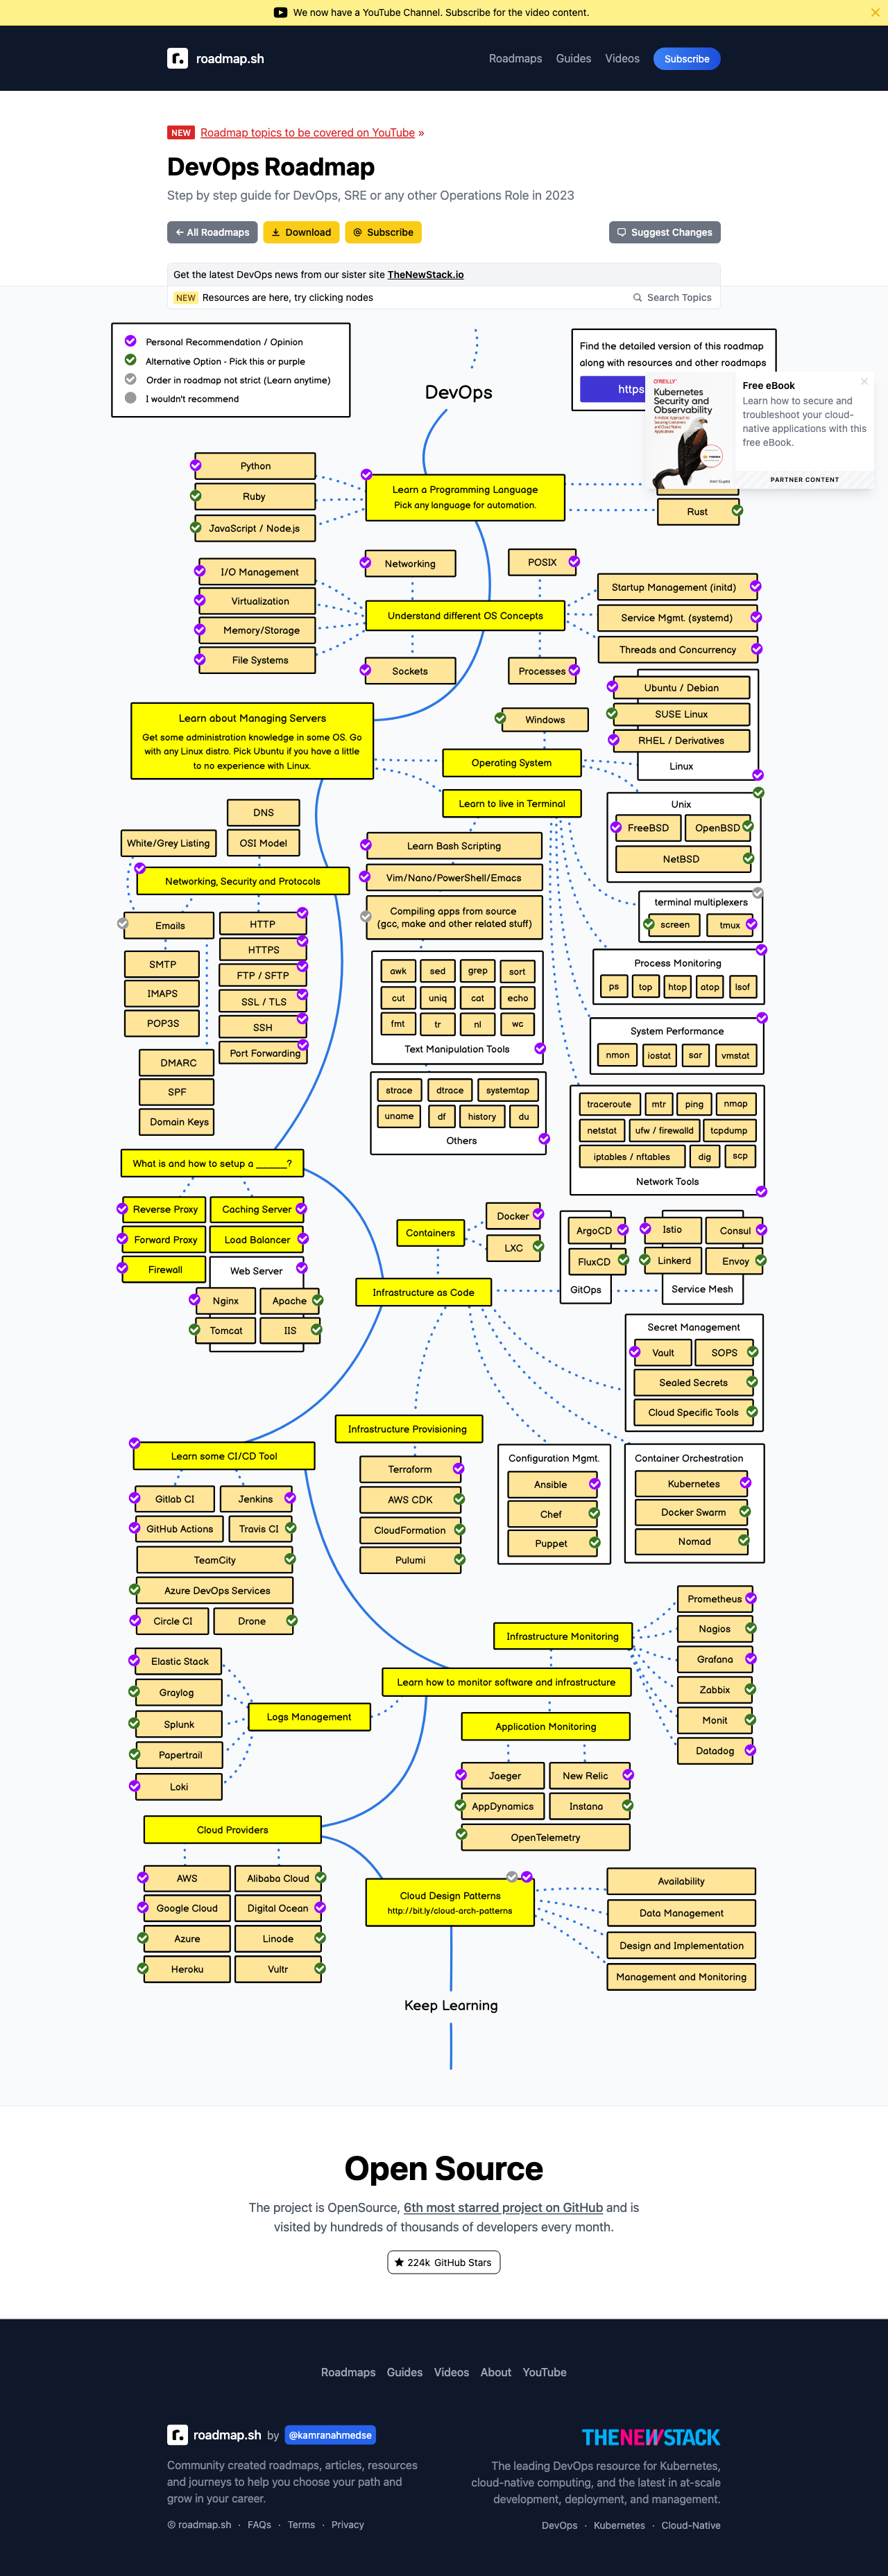 We now have a YouTube Channel. Subscribe for the video content.
roadmap.sh
Roadmaps Guides Videos Subscribe
NEW Roadmap topics to be covered on YouTube »
DevOps Roadmap
Step by step guide for DevOps, SRE or any other Operations Role in 2023
← All Roadmaps Download Subscribe Suggest Changes
Get the latest DevOps news from our sister site TheNewStack.io
NEW Resources are here, try clicking nodes Search Topics
Personal Recommendation / Opinion
Alternative Option - Pick this or purple
Order in roadmap not strict (Learn anytime)
I wouldn't recommend
DevOps
Find the detailed version of this roadmap
along with resources and other roadmaps
https
O'REILLY
Kubernetes
Security and
Observability
Free eBook
Learn how to secure and
troubleshoot your cloud-
native applications with this
free eBook.
PARTNER CONTENT
Python
Ruby
JavaScript / Node.js
Learn a Programming Language
Pick any language for automation.
Rust
I/O Management
Virtualization
Memory/Storage
File Systems
Networking
POSIX
Understand different OS Concepts
Sockets
Processes
Startup Management (initd)
Service Mgmt. (systemd)
Threads and Concurrency
Learn about Managing Servers
Get some administration knowledge in some OS. Go
with any Linux distro. Pick Ubuntu if you have a little
to no experience with Linux.
Windows
Operating System
Learn to live in Terminal
Ubuntu / Debian
SUSE Linux
RHEL / Derivatives
Linux
Unix
FreeBSD OpenBSD
NetBSD
DNS
White/Grey Listing OSI Model
Networking, Security and Protocols
Emails
SMTP
IMAPS
POP3S
DMARC
SPF
Domain Keys
HTTP
HTTPS
FTP / SFTP
SSL / TLS
SSH
Port Forwarding
Learn Bash Scripting
Vim/Nano/PowerShell/Emacs
Compiling apps from source
(gcc, make and other related stuff)
awk sed grep sort
cut uniq cat echo
fmt tr nl wc
Text Manipulation Tools
strace dtrace systemtap
uname df history du
Others
terminal multiplexers
screen tmux
Process Monitoring
ps top htop atop lsof
System Performance
nmon iostat sar vmstat
traceroute mtr ping nmap
netstat ufw / firewalld tcpdump
iptables / nftables dig scp
Network Tools
What is and how to setup a ______?
Reverse Proxy Caching Server
Forward Proxy Load Balancer
Firewall Web Server
Nginx Apache
Tomcat IIS
Containers
Docker
LXC
Infrastructure as Code
ArgoCD
FluxCD
GitOps
Istio Consul
Linkerd Envoy
Service Mesh
Secret Management
Vault SOPS
Sealed Secrets
Cloud Specific Tools
Infrastructure Provisioning
Terraform
AWS CDK
CloudFormation
Pulumi
Configuration Mgmt.
Ansible
Chef
Puppet
Container Orchestration
Kubernetes
Docker Swarm
Nomad
Learn some CI/CD Tool
Gitlab CI Jenkins
GitHub Actions Travis CI
TeamCity
Azure DevOps Services
Circle CI Drone
Infrastructure Monitoring
Prometheus
Nagios
Grafana
Zabbix
Monit
Datadog
Learn how to monitor software and infrastructure
Elastic Stack
Graylog
Splunk
Papertrail
Loki
Logs Management
Application Monitoring
Jaeger New Relic
AppDynamics Instana
OpenTelemetry
Cloud Providers
AWS Alibaba Cloud
Google Cloud Digital Ocean
Azure Linode
Heroku Vultr
Cloud Design Patterns
http://bit.ly/cloud-arch-patterns
Availability
Data Management
Design and Implementation
Management and Monitoring
Keep Learning
Open Source
The project is OpenSource, 6th most starred project on GitHub and is
visited by hundreds of thousands of developers every month.
224k GitHub Stars
Roadmaps Guides Videos About YouTube
roadmap.sh by @kamranahmedse
Community created roadmaps, articles, resources
and journeys to help you choose your path and
grow in your career.
© roadmap.sh · FAQs · Terms · Privacy
THENEWSTACK
The leading DevOps resource for Kubernetes,
cloud-native computing, and the latest in at-scale
development, deployment, and management.
DevOps · Kubernetes · Cloud-Native